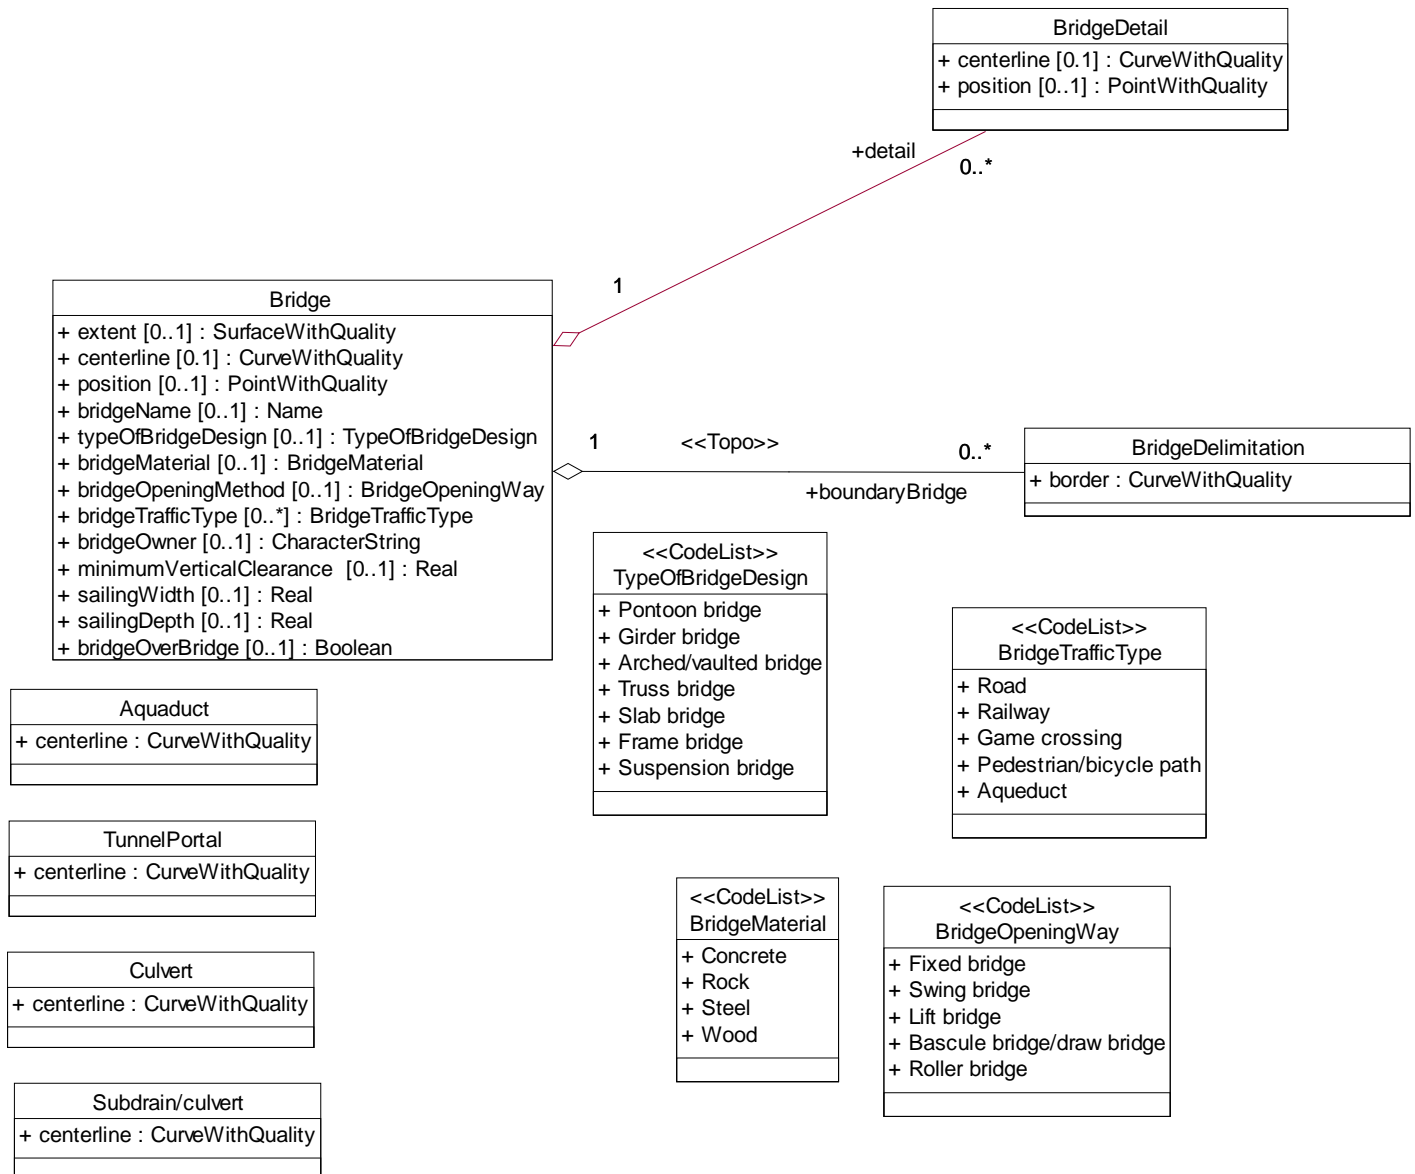 BridgeDetail
+ centerline [0.1] : CurveWithQuality
+ position [0..1] : PointWithQuality
+detail
0..*
1
Bridge
+ extent [0..1] : SurfaceWithQuality
+ centerline [0.1] : CurveWithQuality
+ position [0..1] : PointWithQuality
+ bridgeName [0..1] : Name
+ typeOfBridgeDesign [0..1] : TypeOfBridgeDesign
+ bridgeMaterial [0..1] : BridgeMaterial
+ bridgeOpeningMethod [0..1] : BridgeOpeningWay
+ bridgeTrafficType [0..*] : BridgeTrafficType
+ bridgeOwner [0..1] : CharacterString
+ minimumVerticalClearance [0..1] : Real
+ sailingWidth [0..1] : Real
+ sailingDepth [0..1] : Real
+ bridgeOverBridge [0..1] : Boolean
1
<<Topo>>
0..*
+boundaryBridge
BridgeDelimitation
+ border : CurveWithQuality
<<CodeList>>
TypeOfBridgeDesign
+ Pontoon bridge
+ Girder bridge
+ Arched/vaulted bridge
+ Truss bridge
+ Slab bridge
+ Frame bridge
+ Suspension bridge
<<CodeList>>
BridgeTrafficType
+ Road
+ Railway
+ Game crossing
+ Pedestrian/bicycle path
+ Aqueduct
Aquaduct
+ centerline : CurveWithQuality
TunnelPortal
+ centerline : CurveWithQuality
Culvert
+ centerline : CurveWithQuality
Subdrain/culvert
+ centerline : CurveWithQuality
<<CodeList>>
BridgeMaterial
+ Concrete
+ Rock
+ Steel
+ Wood
<<CodeList>>
BridgeOpeningWay
+ Fixed bridge
+ Swing bridge
+ Lift bridge
+ Bascule bridge/draw bridge
+ Roller bridge